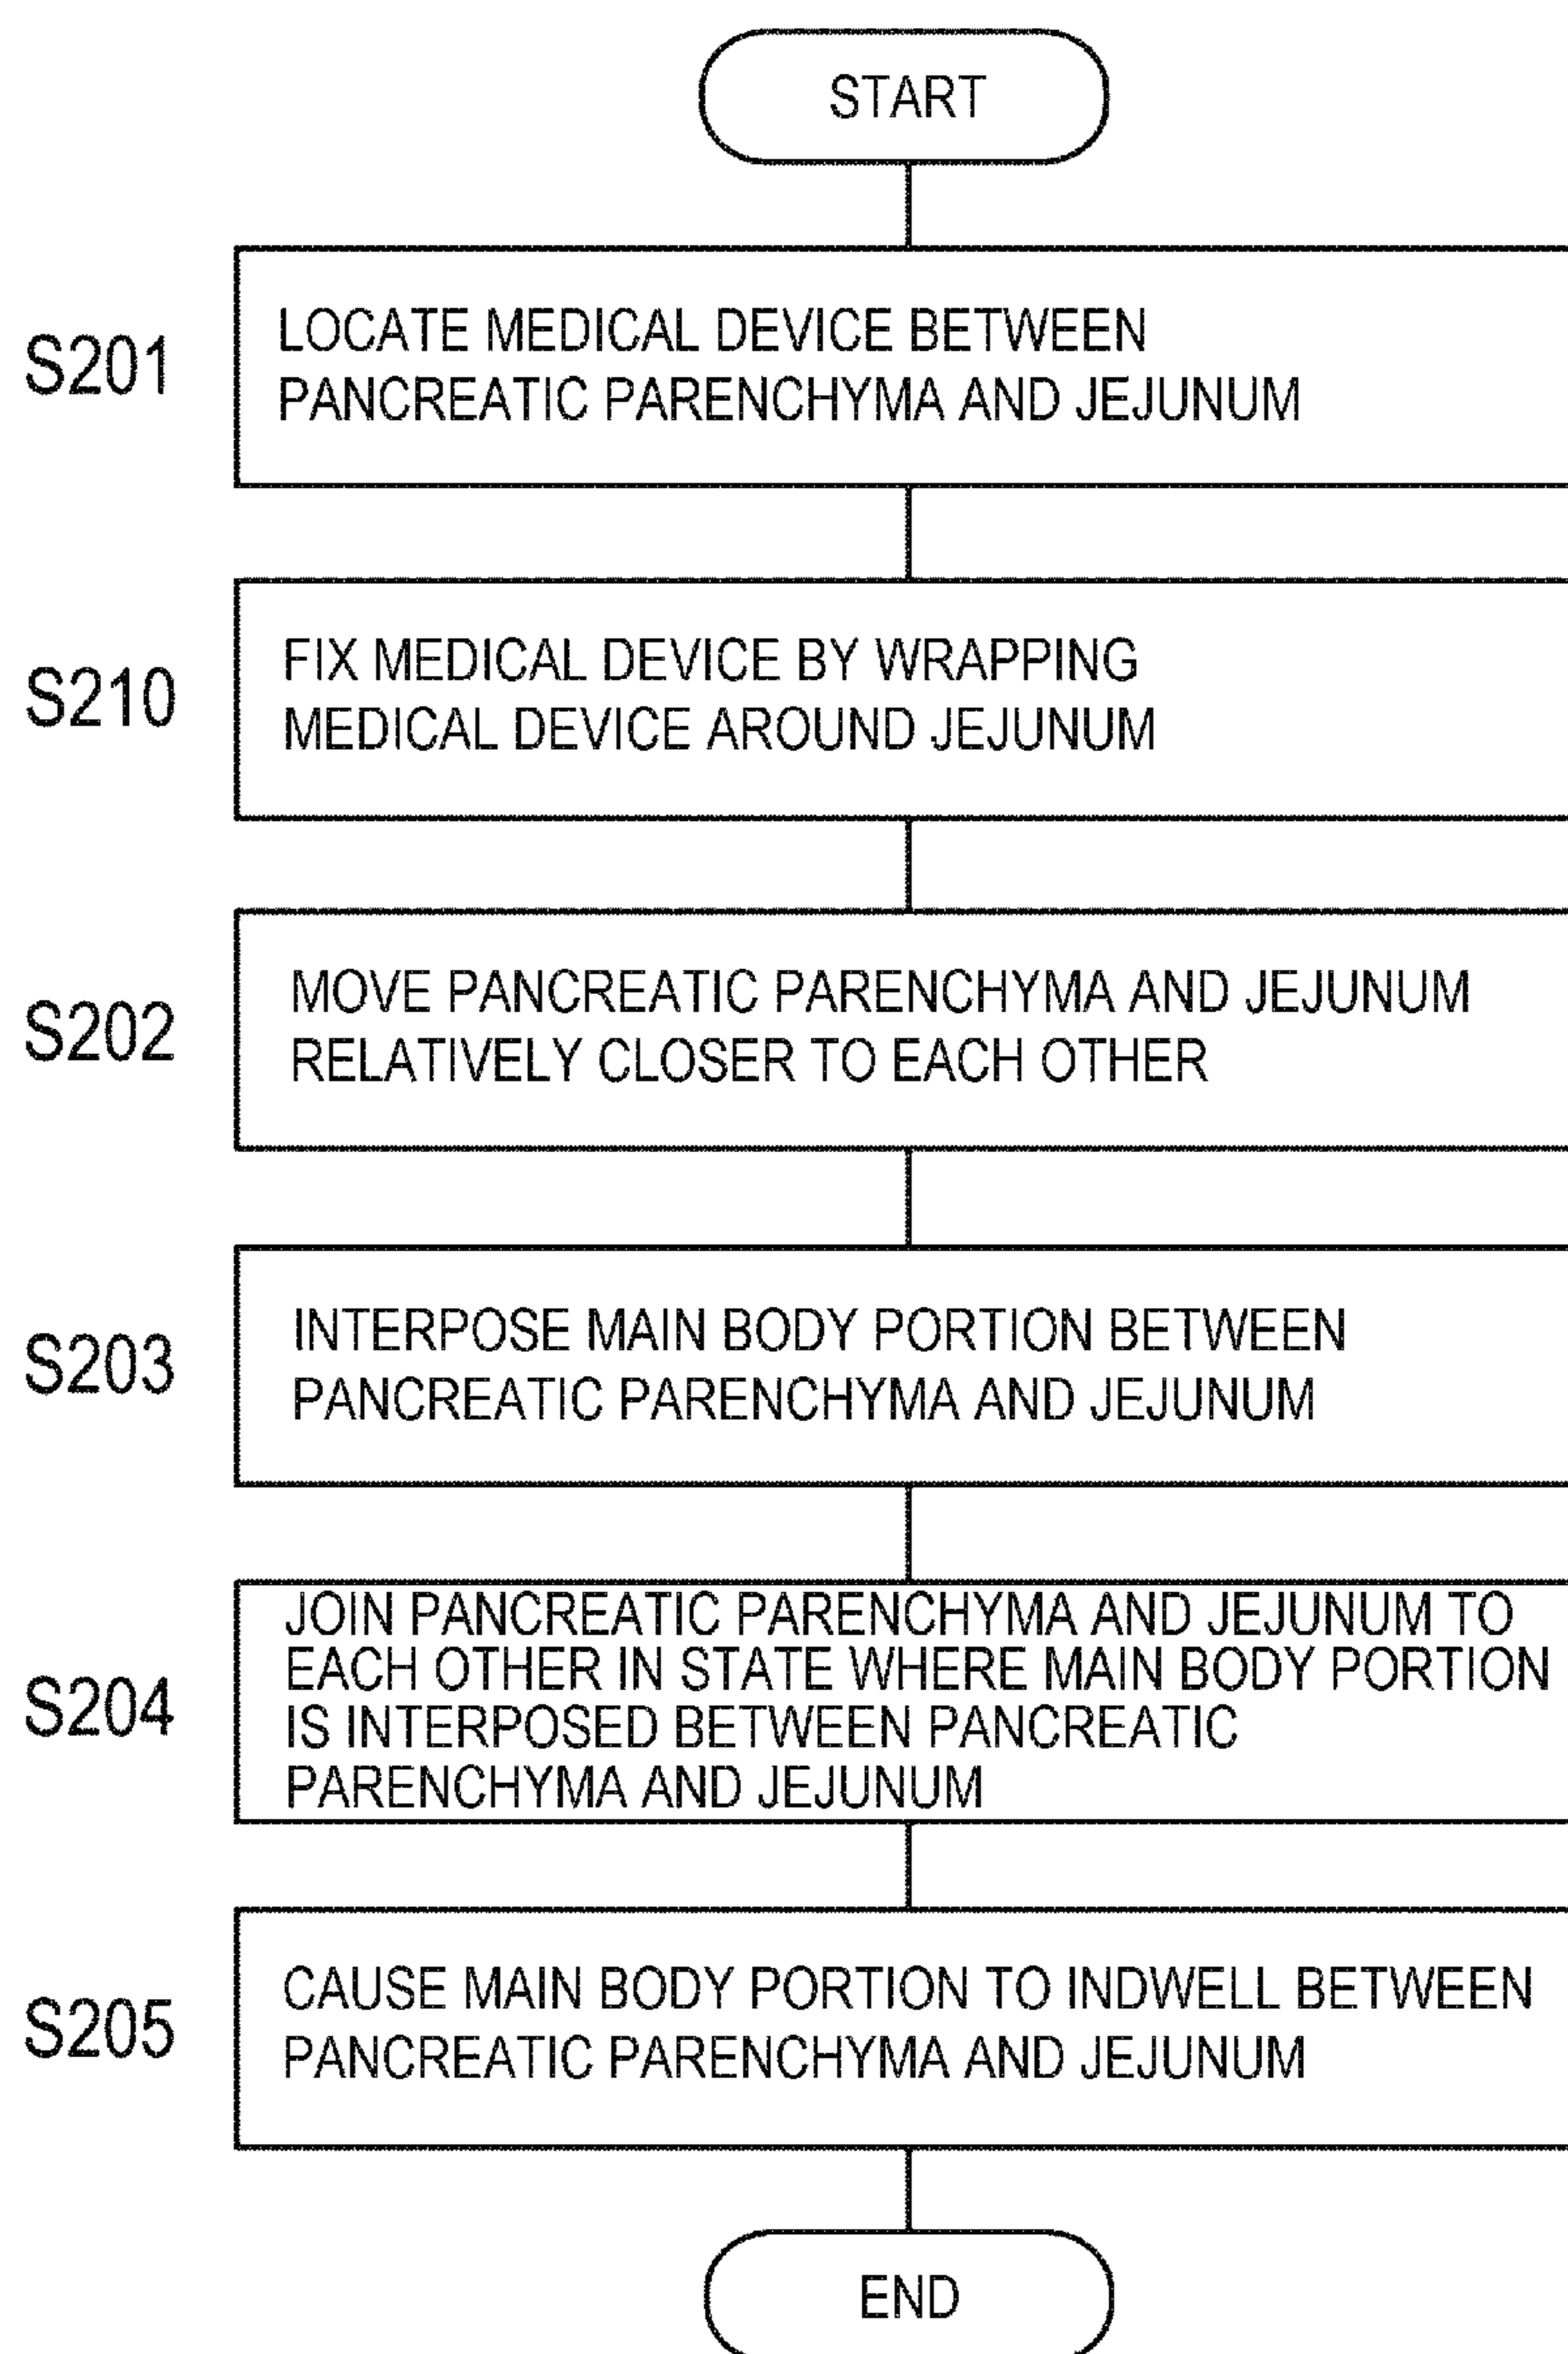 START
S201
LOCATE MEDICAL DEVICE BETWEEN
PANCREATIC PARENCHYMA AND JEJUNUM
S210
FIX MEDICAL DEVICE BY WRAPPING
MEDICAL DEVICE AROUND JEJUNUM
S202
MOVE PANCREATIC PARENCHYMA AND JEJUNUM
RELATIVELY CLOSER TO EACH OTHER
S203
INTERPOSE MAIN BODY PORTION BETWEEN
PANCREATIC PARENCHYMA AND JEJUNUM
S204
JOIN PANCREATIC PARENCHYMA AND JEJUNUM TO
EACH OTHER IN STATE WHERE MAIN BODY PORTION
IS INTERPOSED BETWEEN PANCREATIC
PARENCHYMA AND JEJUNUM
S205
CAUSE MAIN BODY PORTION TO INDWELL BETWEEN
PANCREATIC PARENCHYMA AND JEJUNUM
END